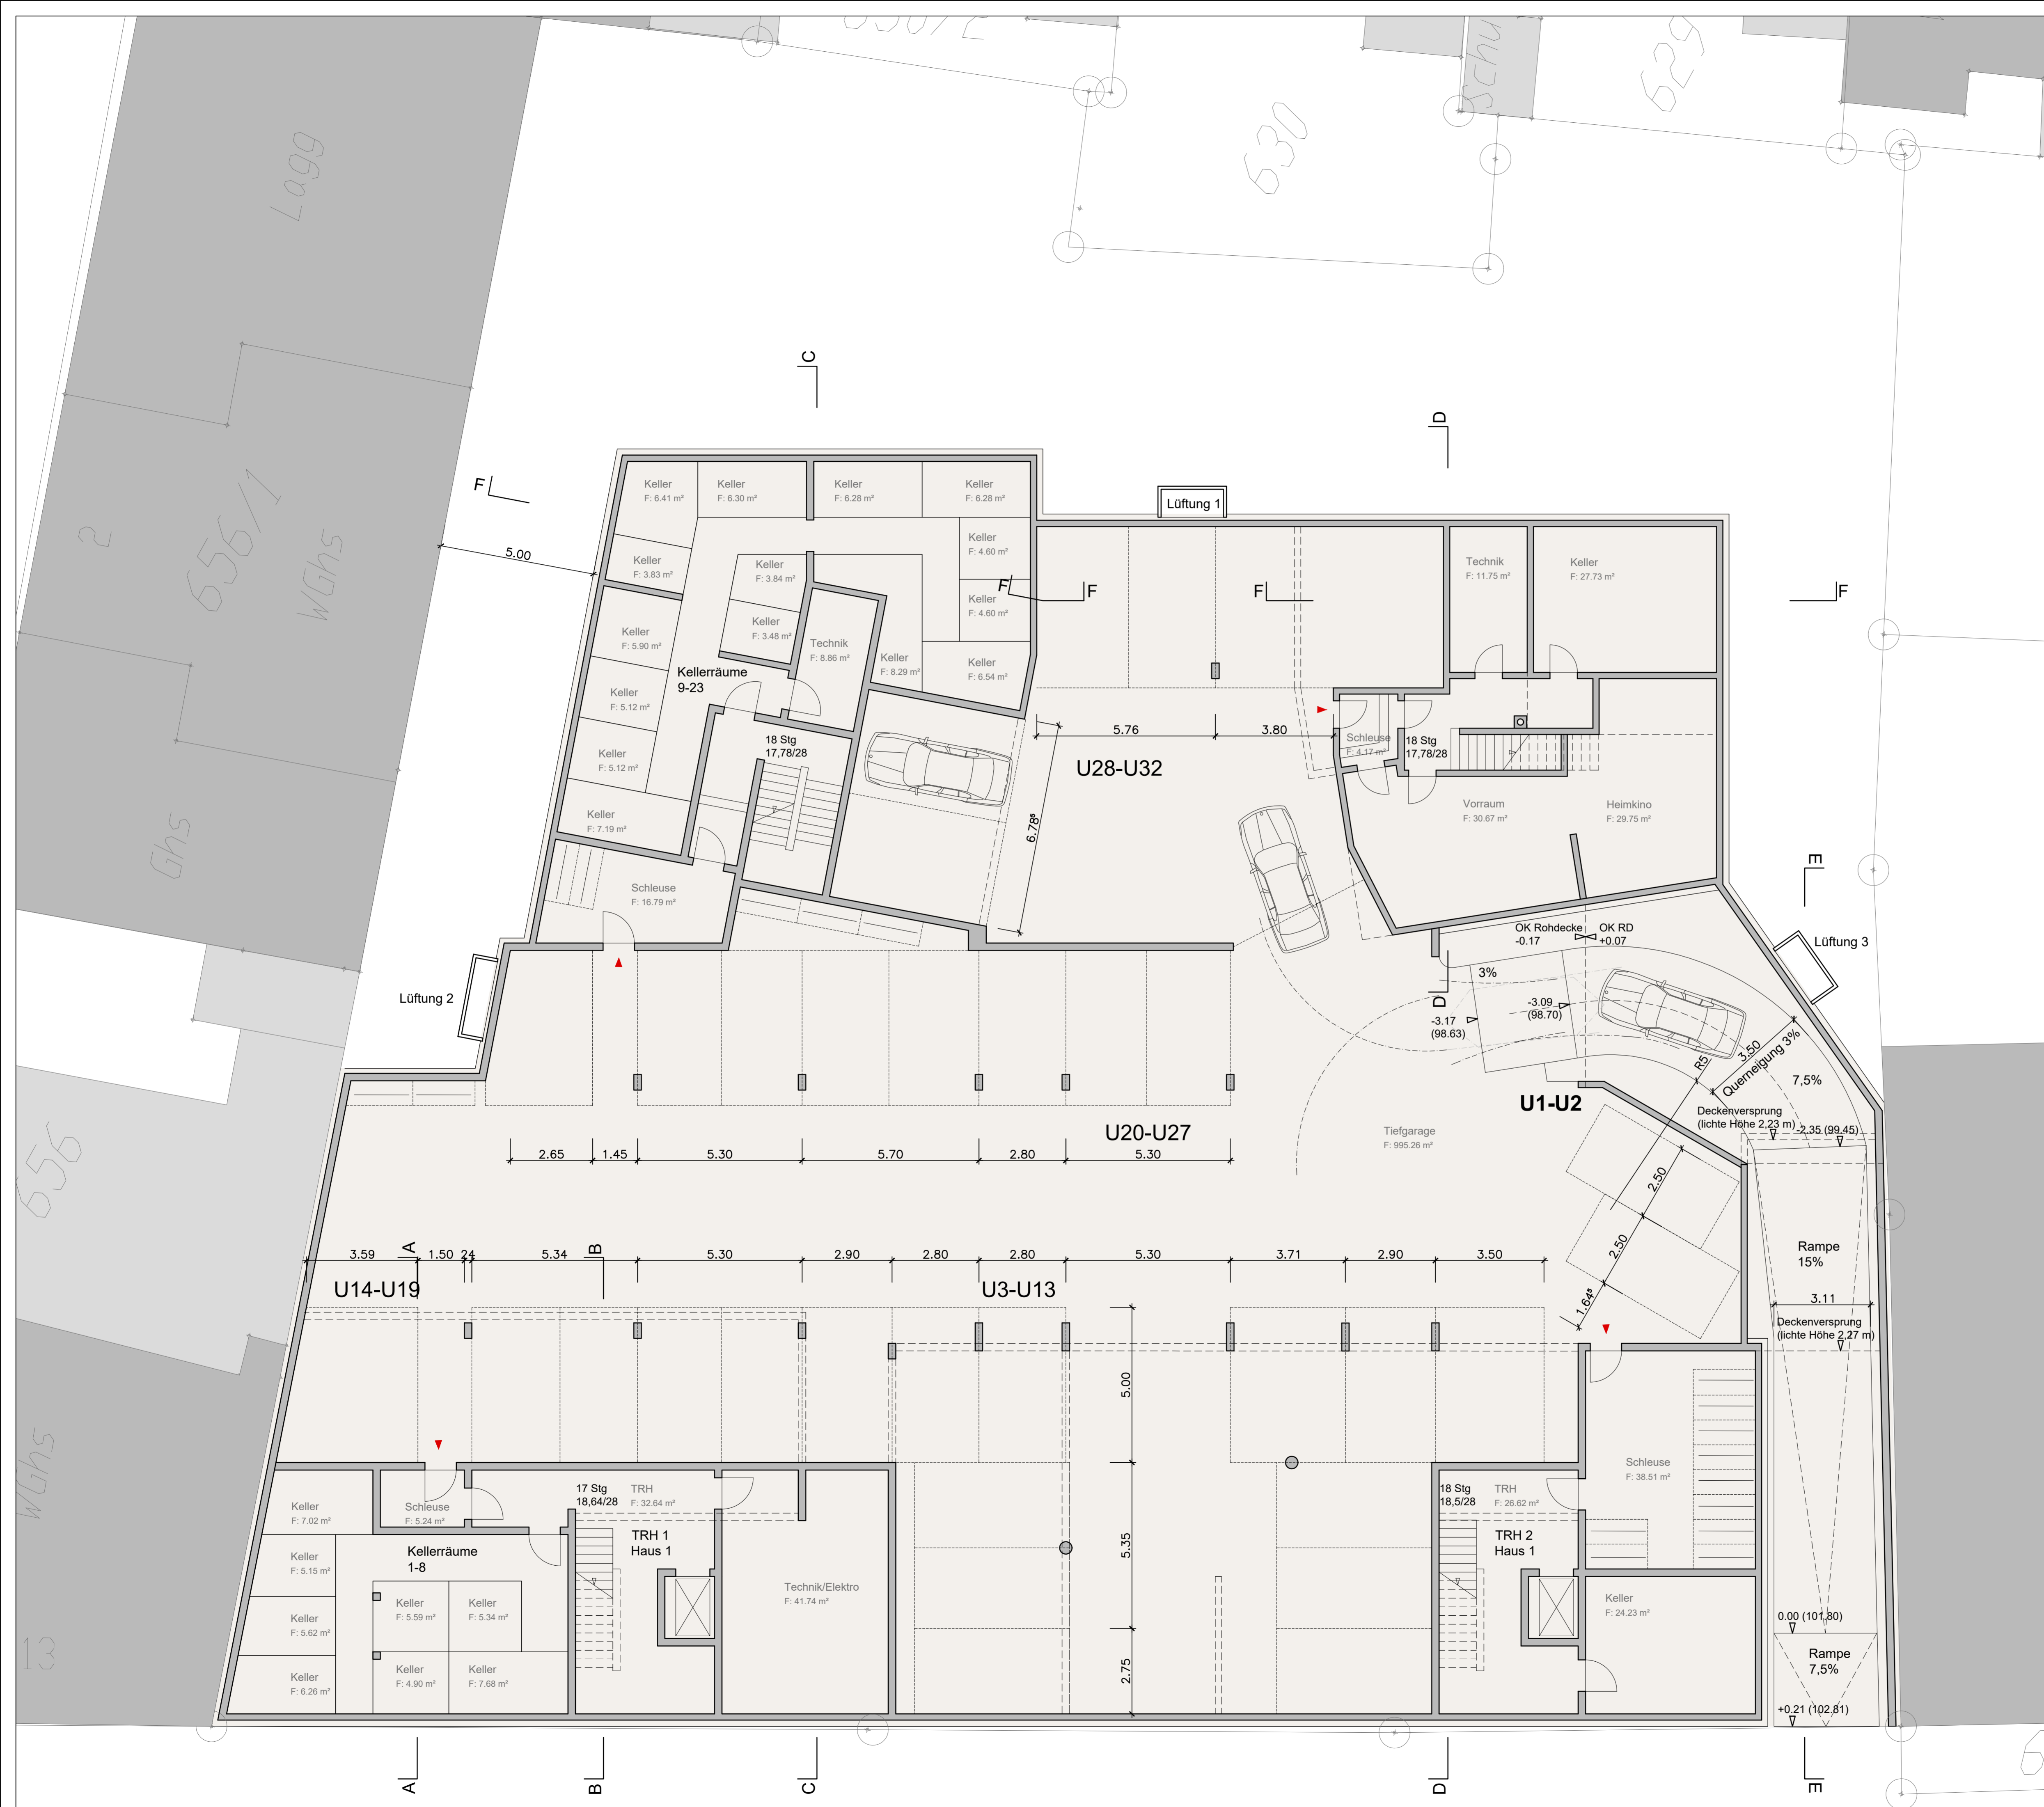 Lagg
630
Schu
629
2
656/1
WGhs
Ghs
656
WGhs
13
C
D
F
5.00
Keller
F: 6.41 m²
Keller
F: 6.30 m²
Keller
F: 6.28 m²
Keller
F: 6.28 m²
Lüftung 1
Keller
F: 3.83 m²
Keller
F: 3.84 m²
Keller
F: 4.60 m²
Technik
F: 11.75 m²
Keller
F: 27.73 m²
F
F
F
F
Keller
F: 5.90 m²
Keller
F: 3.48 m²
Technik
F: 8.86 m²
Keller
F: 8.29 m²
Keller
F: 4.60 m²
Keller
F: 6.54 m²
Kellerräume
9-23
Keller
F: 5.12 m²
Keller
F: 5.12 m²
18 Stg
17,78/28
5.76
3.80
U28-U32
6.78⁵
Schleuse
F: 4.17 m²
18 Stg
17,78/28
Vorraum
F: 30.67 m²
Heimkino
F: 29.75 m²
Keller
F: 7.19 m²
Schleuse
F: 16.79 m²
E
OK Rohdecke
-0.17
OK RD
+0.07
Lüftung 3
Lüftung 2
3%
D
-3.09
(98.70)
-3.17
(98.63)
3.50
Querneigung 3%
R5
7,5%
U1-U2
Deckenversprung
(lichte Höhe 2,23 m)
-2.35 (99.45)
U20-U27
Tiefgarage
F: 995.26 m²
2.65
1.45
5.30
5.70
2.80
5.30
2.50
2.50
1.64⁵
A
B
3.59
1.50
24
5.34
5.30
2.90
2.80
2.80
5.30
3.71
2.90
3.50
U14-U19
U3-U13
Rampe
15%
3.11
Deckenversprung
(lichte Höhe 2,27 m)
5.00
5.35
2.75
Keller
F: 7.02 m²
Schleuse
F: 5.24 m²
17 Stg
18,64/28
TRH
F: 32.64 m²
18 Stg
18,5/28
TRH
F: 26.62 m²
Schleuse
F: 38.51 m²
Kellerräume
1-8
TRH 1
Haus 1
TRH 2
Haus 1
Keller
F: 5.15 m²
Keller
F: 5.62 m²
Keller
F: 5.59 m²
Keller
F: 5.34 m²
Technik/Elektro
F: 41.74 m²
Keller
F: 24.23 m²
Keller
F: 6.26 m²
Keller
F: 4.90 m²
Keller
F: 7.68 m²
0.00 (101.80)
Rampe
7,5%
+0.21 (102.81)
A
B
C
D
E